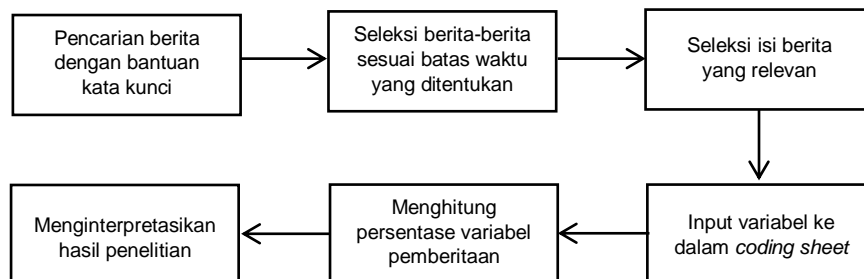 Pencarian berita
dengan bantuan
kata kunci
Seleksi berita-berita
sesuai batas waktu
yang ditentukan
Seleksi isi berita
yang relevan
Input variabel ke
dalam coding sheet
Menghitung
persentase variabel
pemberitaan
Menginterpretasikan
hasil penelitian